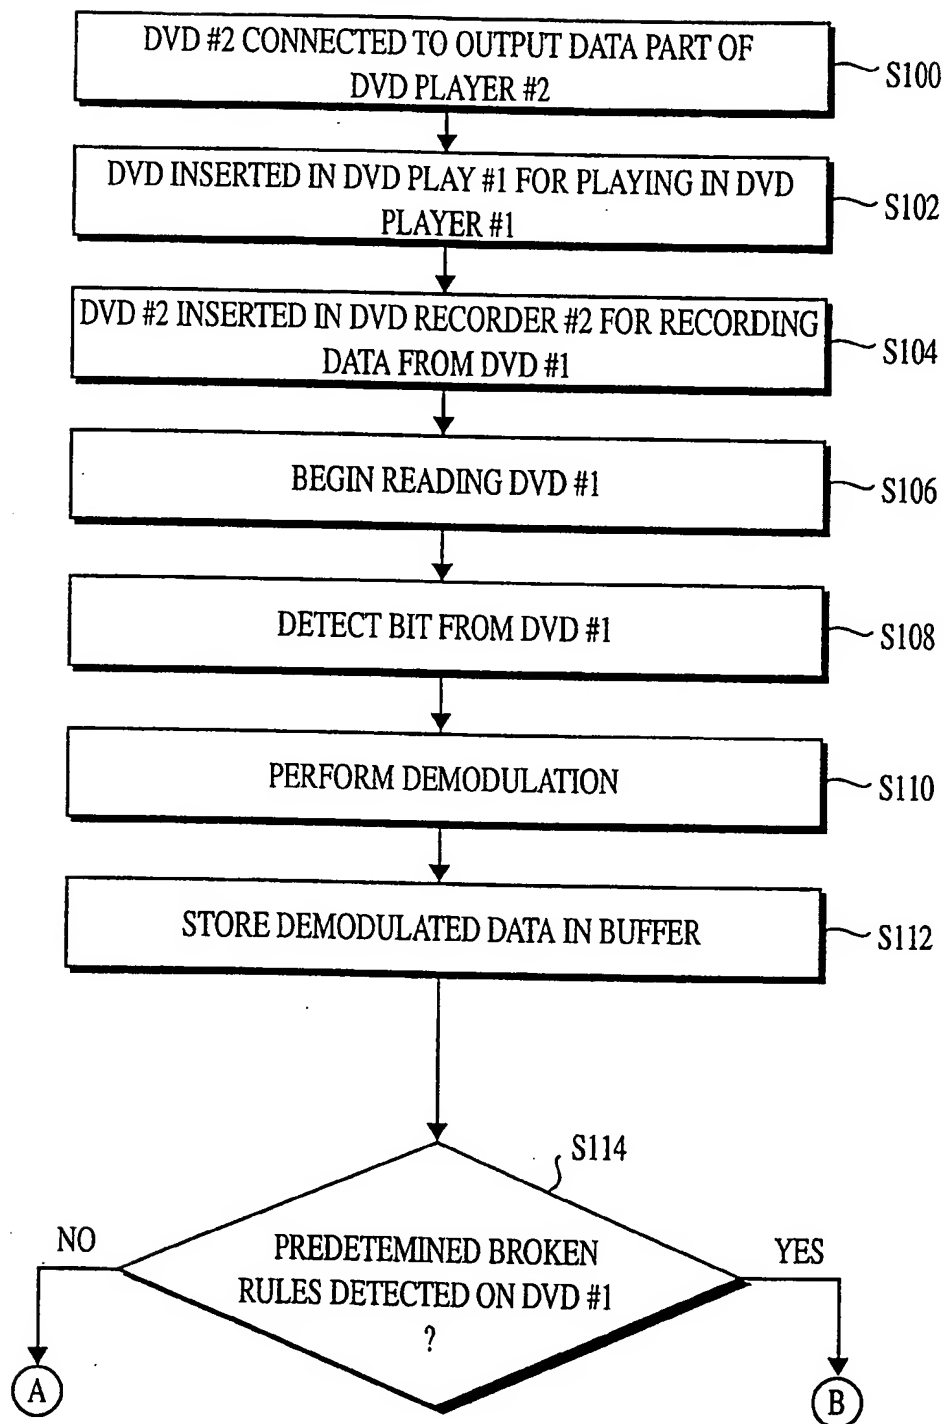 DVD #2 CONNECTED TO OUTPUT DATA PART OF
DVD PLAYER #2
S100
DVD INSERTED IN DVD PLAY #1 FOR PLAYING IN DVD
PLAYER #1
S102
DVD #2 INSERTED IN DVD RECORDER #2 FOR RECORDING
DATA FROM DVD #1
S104
BEGIN READING DVD #1
S106
DETECT BIT FROM DVD #1
S108
PERFORM DEMODULATION
S110
STORE DEMODULATED DATA IN BUFFER
S112
S114
NO
PREDETEMINED BROKEN
RULES DETECTED ON DVD #1
?
YES
A
B